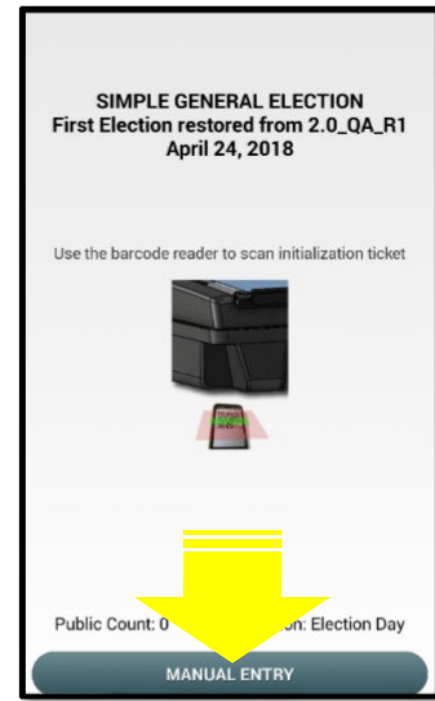 SIMPLE GENERAL ELECTION
First Election restored from 2.0_QA_R1
April 24, 2018
Use the barcode reader to scan initialization ticket
Public Count: 0 Election Day
MANUAL ENTRY